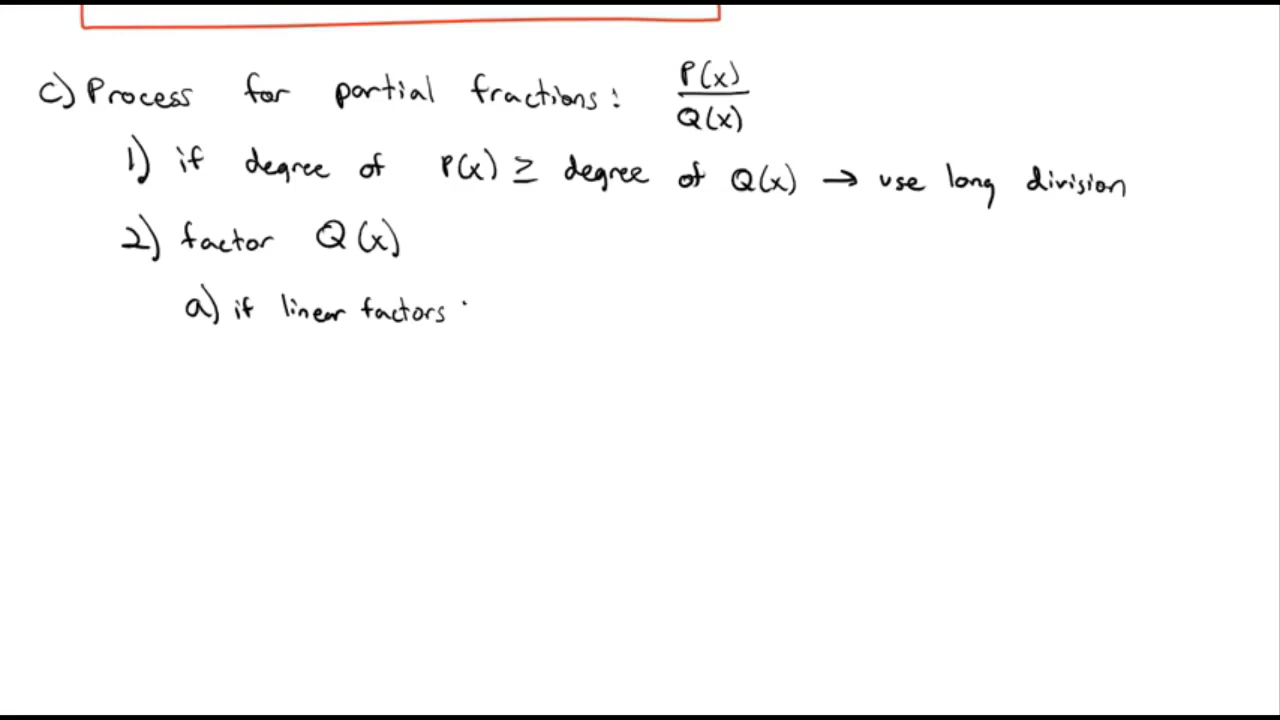 c) Process for partial fractions: P(x)/Q(x)
1) if degree of P(x) ≥ degree of Q(x) → use long division
2) factor Q(x)
a) if linear factors